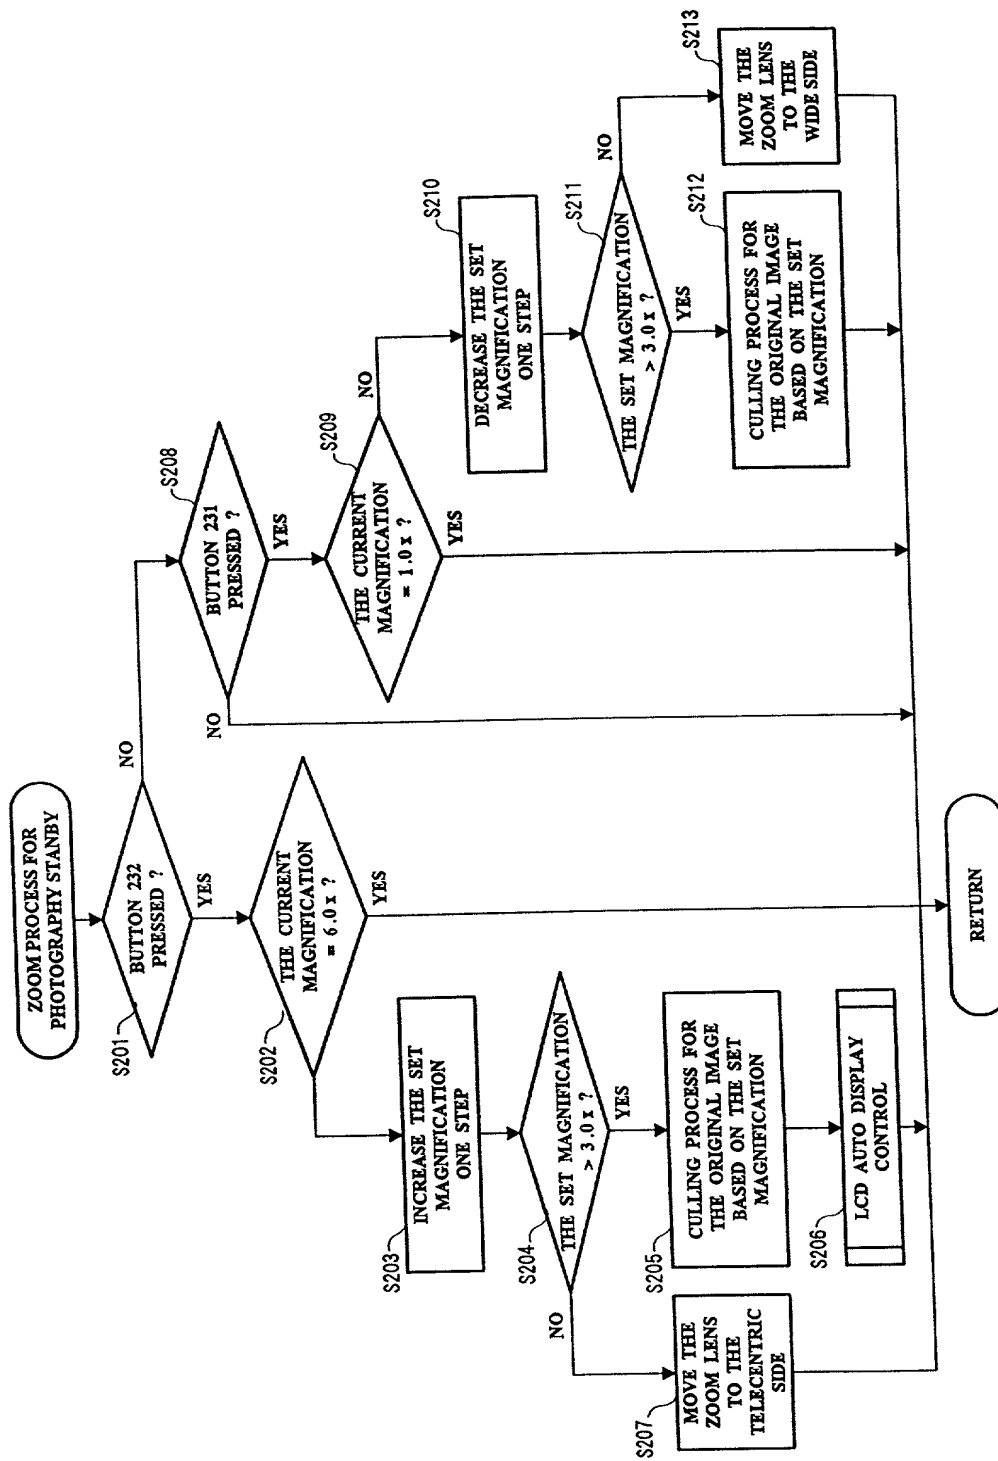 ZOOM PROCESS FOR
PHOTOGRAPHY STANBY
S201
BUTTON 232
PRESSED ?
NO
YES
S202
THE CURRENT
MAGNIFICATION
= 6.0 x ?
YES
S203
INCREASE THE SET
MAGNIFICATION
ONE STEP
S204
THE SET MAGNIFICATION
> 3.0 x ?
NO
YES
S205
CULLING PROCESS FOR
THE ORIGINAL IMAGE
BASED ON THE SET
MAGNIFICATION
S206
LCD AUTO DISPLAY
CONTROL
S207
MOVE THE
ZOOM LENS
TO THE
TELECENTRIC
SIDE
S208
BUTTON 231
PRESSED ?
NO
YES
S209
THE CURRENT
MAGNIFICATION
= 1.0 x ?
NO
YES
S210
DECREASE THE SET
MAGNIFICATION
ONE STEP
S211
THE SET MAGNIFICATION
> 3.0 x ?
NO
YES
S212
CULLING PROCESS FOR
THE ORIGINAL IMAGE
BASED ON THE SET
MAGNIFICATION
S213
MOVE THE
ZOOM LENS
TO THE
WIDE SIDE
RETURN